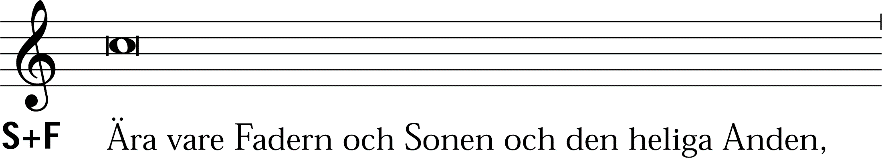 S+F Ära vare Fadern och Sonen och den heliga Anden,